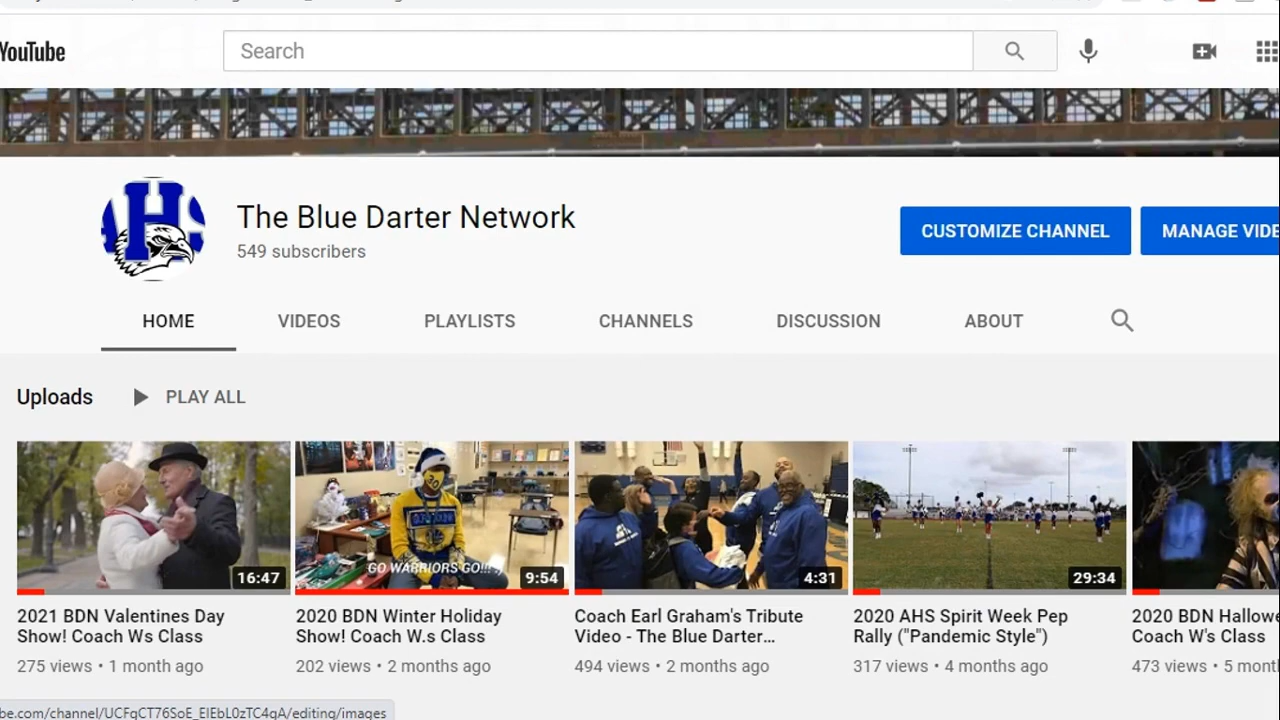 YouTube
Search
The Blue Darter Network
549 subscribers
CUSTOMIZE CHANNEL
MANAGE VIDE
HOME
VIDEOS
PLAYLISTS
CHANNELS
DISCUSSION
ABOUT
Uploads
PLAY ALL
GO WARRIORS GO!!! :)
16:47
9:54
4:31
29:34
2021 BDN Valentines Day
Show! Coach Ws Class
275 views • 1 month ago
2020 BDN Winter Holiday
Show! Coach W.s Class
202 views • 2 months ago
Coach Earl Graham's Tribute
Video - The Blue Darter...
494 views • 2 months ago
2020 AHS Spirit Week Pep
Rally ("Pandemic Style")
317 views • 4 months ago
2020 BDN Hallowe
Coach W's Class
473 views • 5 mont
be.com/channel/UCFqCT76SoE_EIEbL0zTC4gA/editing/images